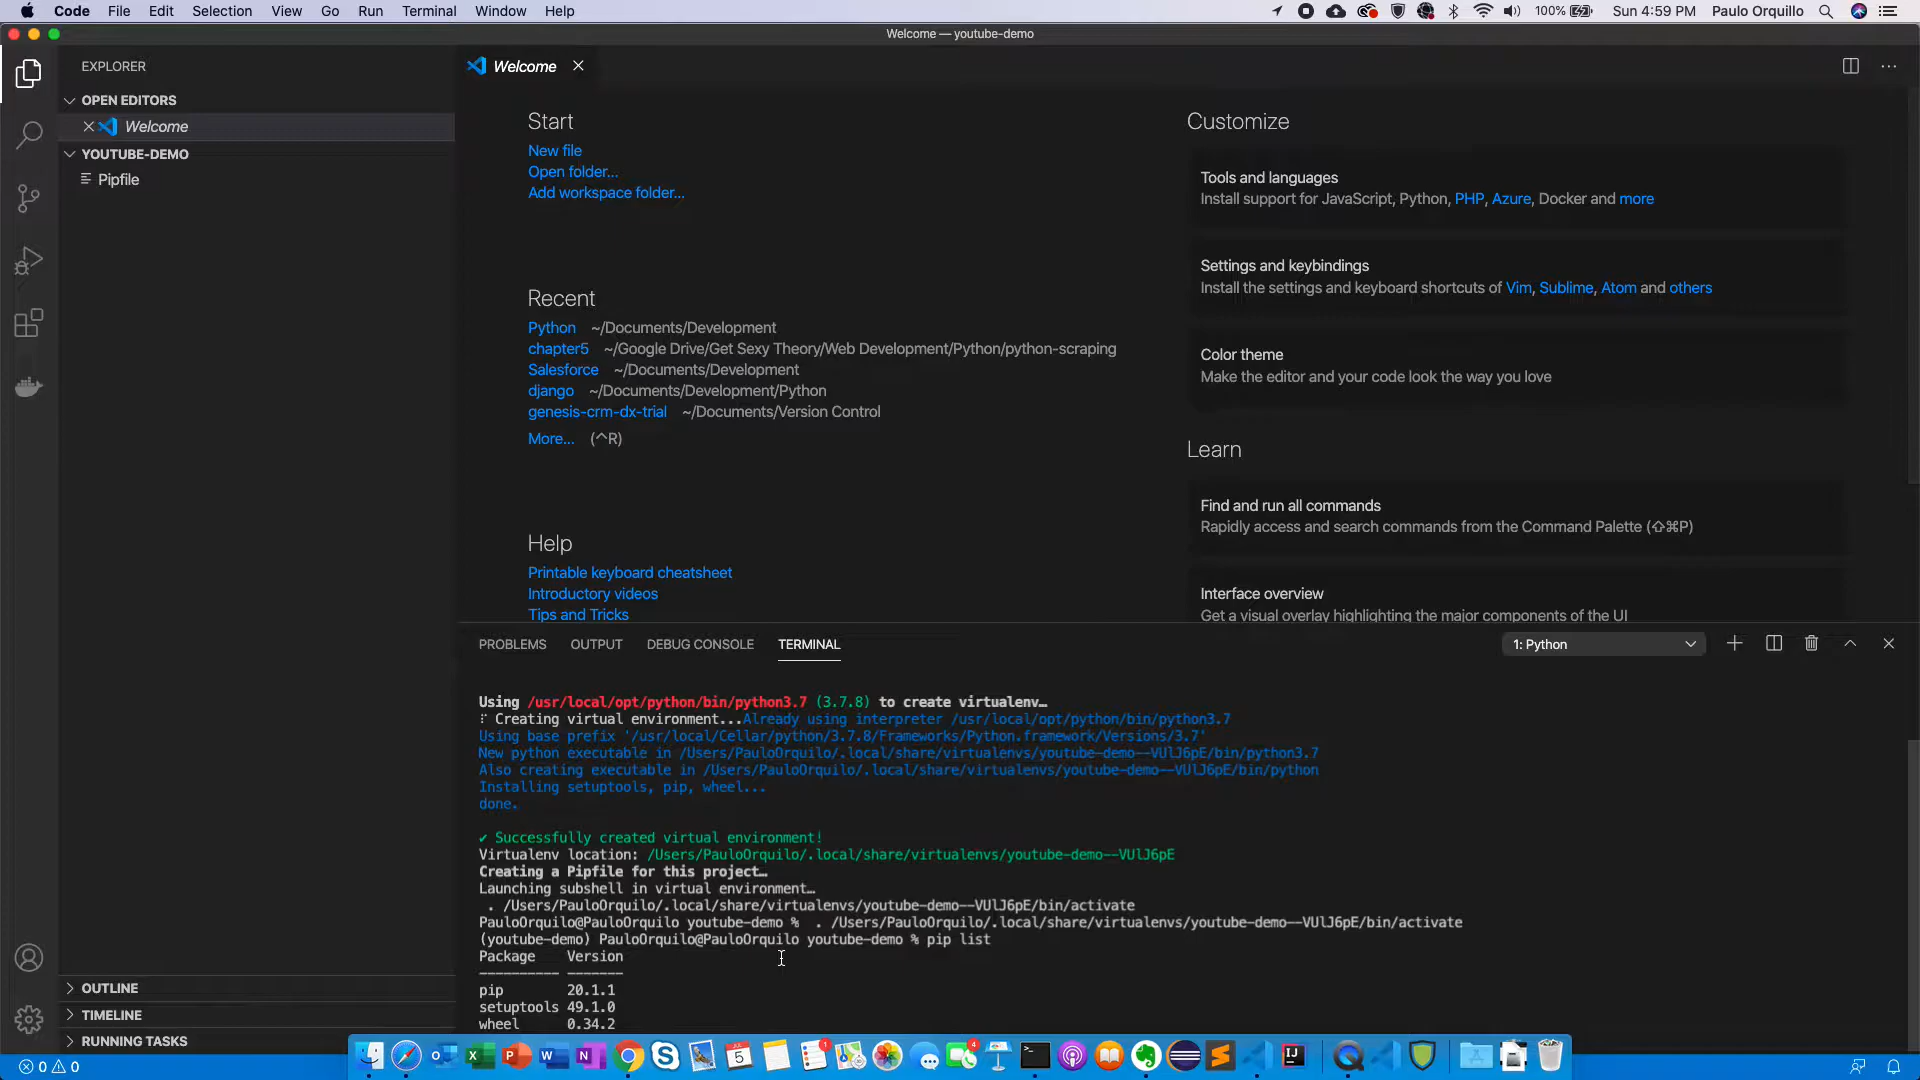 Code File Edit Selection View Go Run Terminal Window Help
100% Sun 4:59 PM Paulo Orquillo
Welcome — youtube-demo
EXPLORER
OPEN EDITORS
Welcome
YOUTUBE-DEMO
Pipfile
OUTLINE
TIMELINE
RUNNING TASKS
Welcome
Start
New file
Open folder...
Add workspace folder...
Recent
Python ~/Documents/Development
chapter5 ~/Google Drive/Get Sexy Theory/Web Development/Python/python-scraping
Salesforce ~/Documents/Development
django ~/Documents/Development/Python
genesis-crm-dx-trial ~/Documents/Version Control
More... (^R)
Help
Printable keyboard cheatsheet
Introductory videos
Tips and Tricks
Customize
Tools and languages
Install support for JavaScript, Python, PHP, Azure, Docker and more
Settings and keybindings
Install the settings and keyboard shortcuts of Vim, Sublime, Atom and others
Color theme
Make the editor and your code look the way you love
Learn
Find and run all commands
Rapidly access and search commands from the Command Palette (⇧⌘P)
Interface overview
Get a visual overlay highlighting the major components of the UI
PROBLEMS OUTPUT DEBUG CONSOLE TERMINAL
1: Python
Using /usr/local/opt/python/bin/python3.7 (3.7.8) to create virtualenv…
⠋ Creating virtual environment...Already using interpreter /usr/local/opt/python/bin/python3.7
Using base prefix '/usr/local/Cellar/python/3.7.8/Frameworks/Python.framework/Versions/3.7'
New python executable in /Users/PauloOrquilo/.local/share/virtualenvs/youtube-demo--VUlJ6pE/bin/python3.7
Also creating executable in /Users/PauloOrquilo/.local/share/virtualenvs/youtube-demo--VUlJ6pE/bin/python
Installing setuptools, pip, wheel...
done.
✔ Successfully created virtual environment!
Virtualenv location: /Users/PauloOrquilo/.local/share/virtualenvs/youtube-demo--VUlJ6pE
Creating a Pipfile for this project…
Launching subshell in virtual environment…
. /Users/PauloOrquilo/.local/share/virtualenvs/youtube-demo--VUlJ6pE/bin/activate
PauloOrquilo@PauloOrquilo youtube-demo % . /Users/PauloOrquilo/.local/share/virtualenvs/youtube-demo--VUlJ6pE/bin/activate
(youtube-demo) PauloOrquilo@PauloOrquilo youtube-demo % pip list
Package Version
---------- -------
pip 20.1.1
setuptools 49.1.0
wheel 0.34.2
0 0